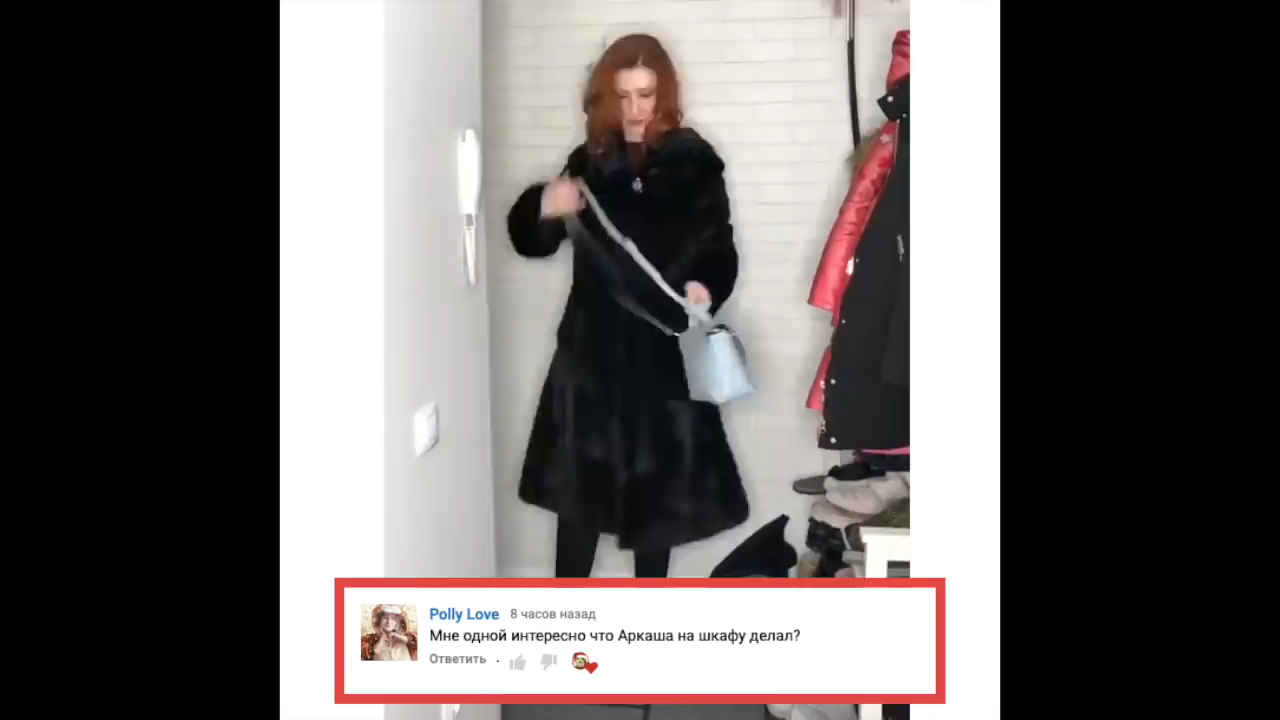 Polly Love 8 часов назад
Мне одной интересно что Аркаша на шкафу делал?
Ответить